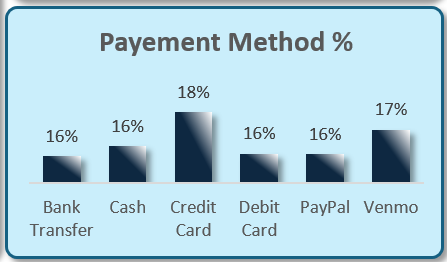 Payement Method %
18%
17%
16%
16%
16%
16%
Bank Transfer
Cash
Credit Card
Debit Card
PayPal
Venmo